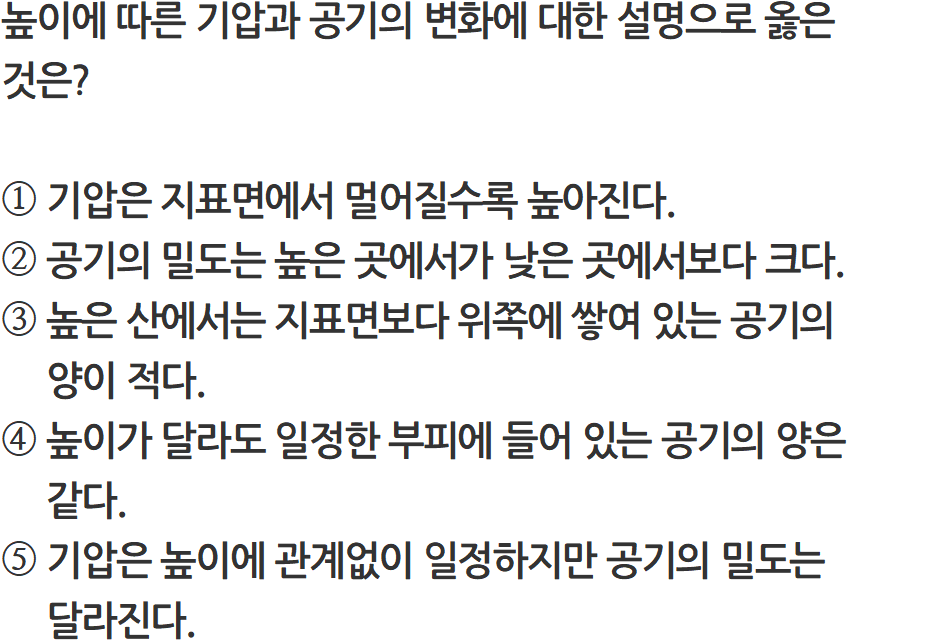 높이에 따른 기압과 공기의 변화에 대한 설명으로 옳은
것은?
① 기압은 지표면에서 멀어질수록 높아진다.
② 공기의 밀도는 높은 곳에서가 낮은 곳에서보다 크다.
③ 높은 산에서는 지표면보다 위쪽에 쌓여 있는 공기의
양이 적다.
④ 높이가 달라도 일정한 부피에 들어 있는 공기의 양은
같다.
⑤ 기압은 높이에 관계없이 일정하지만 공기의 밀도는
달라진다.